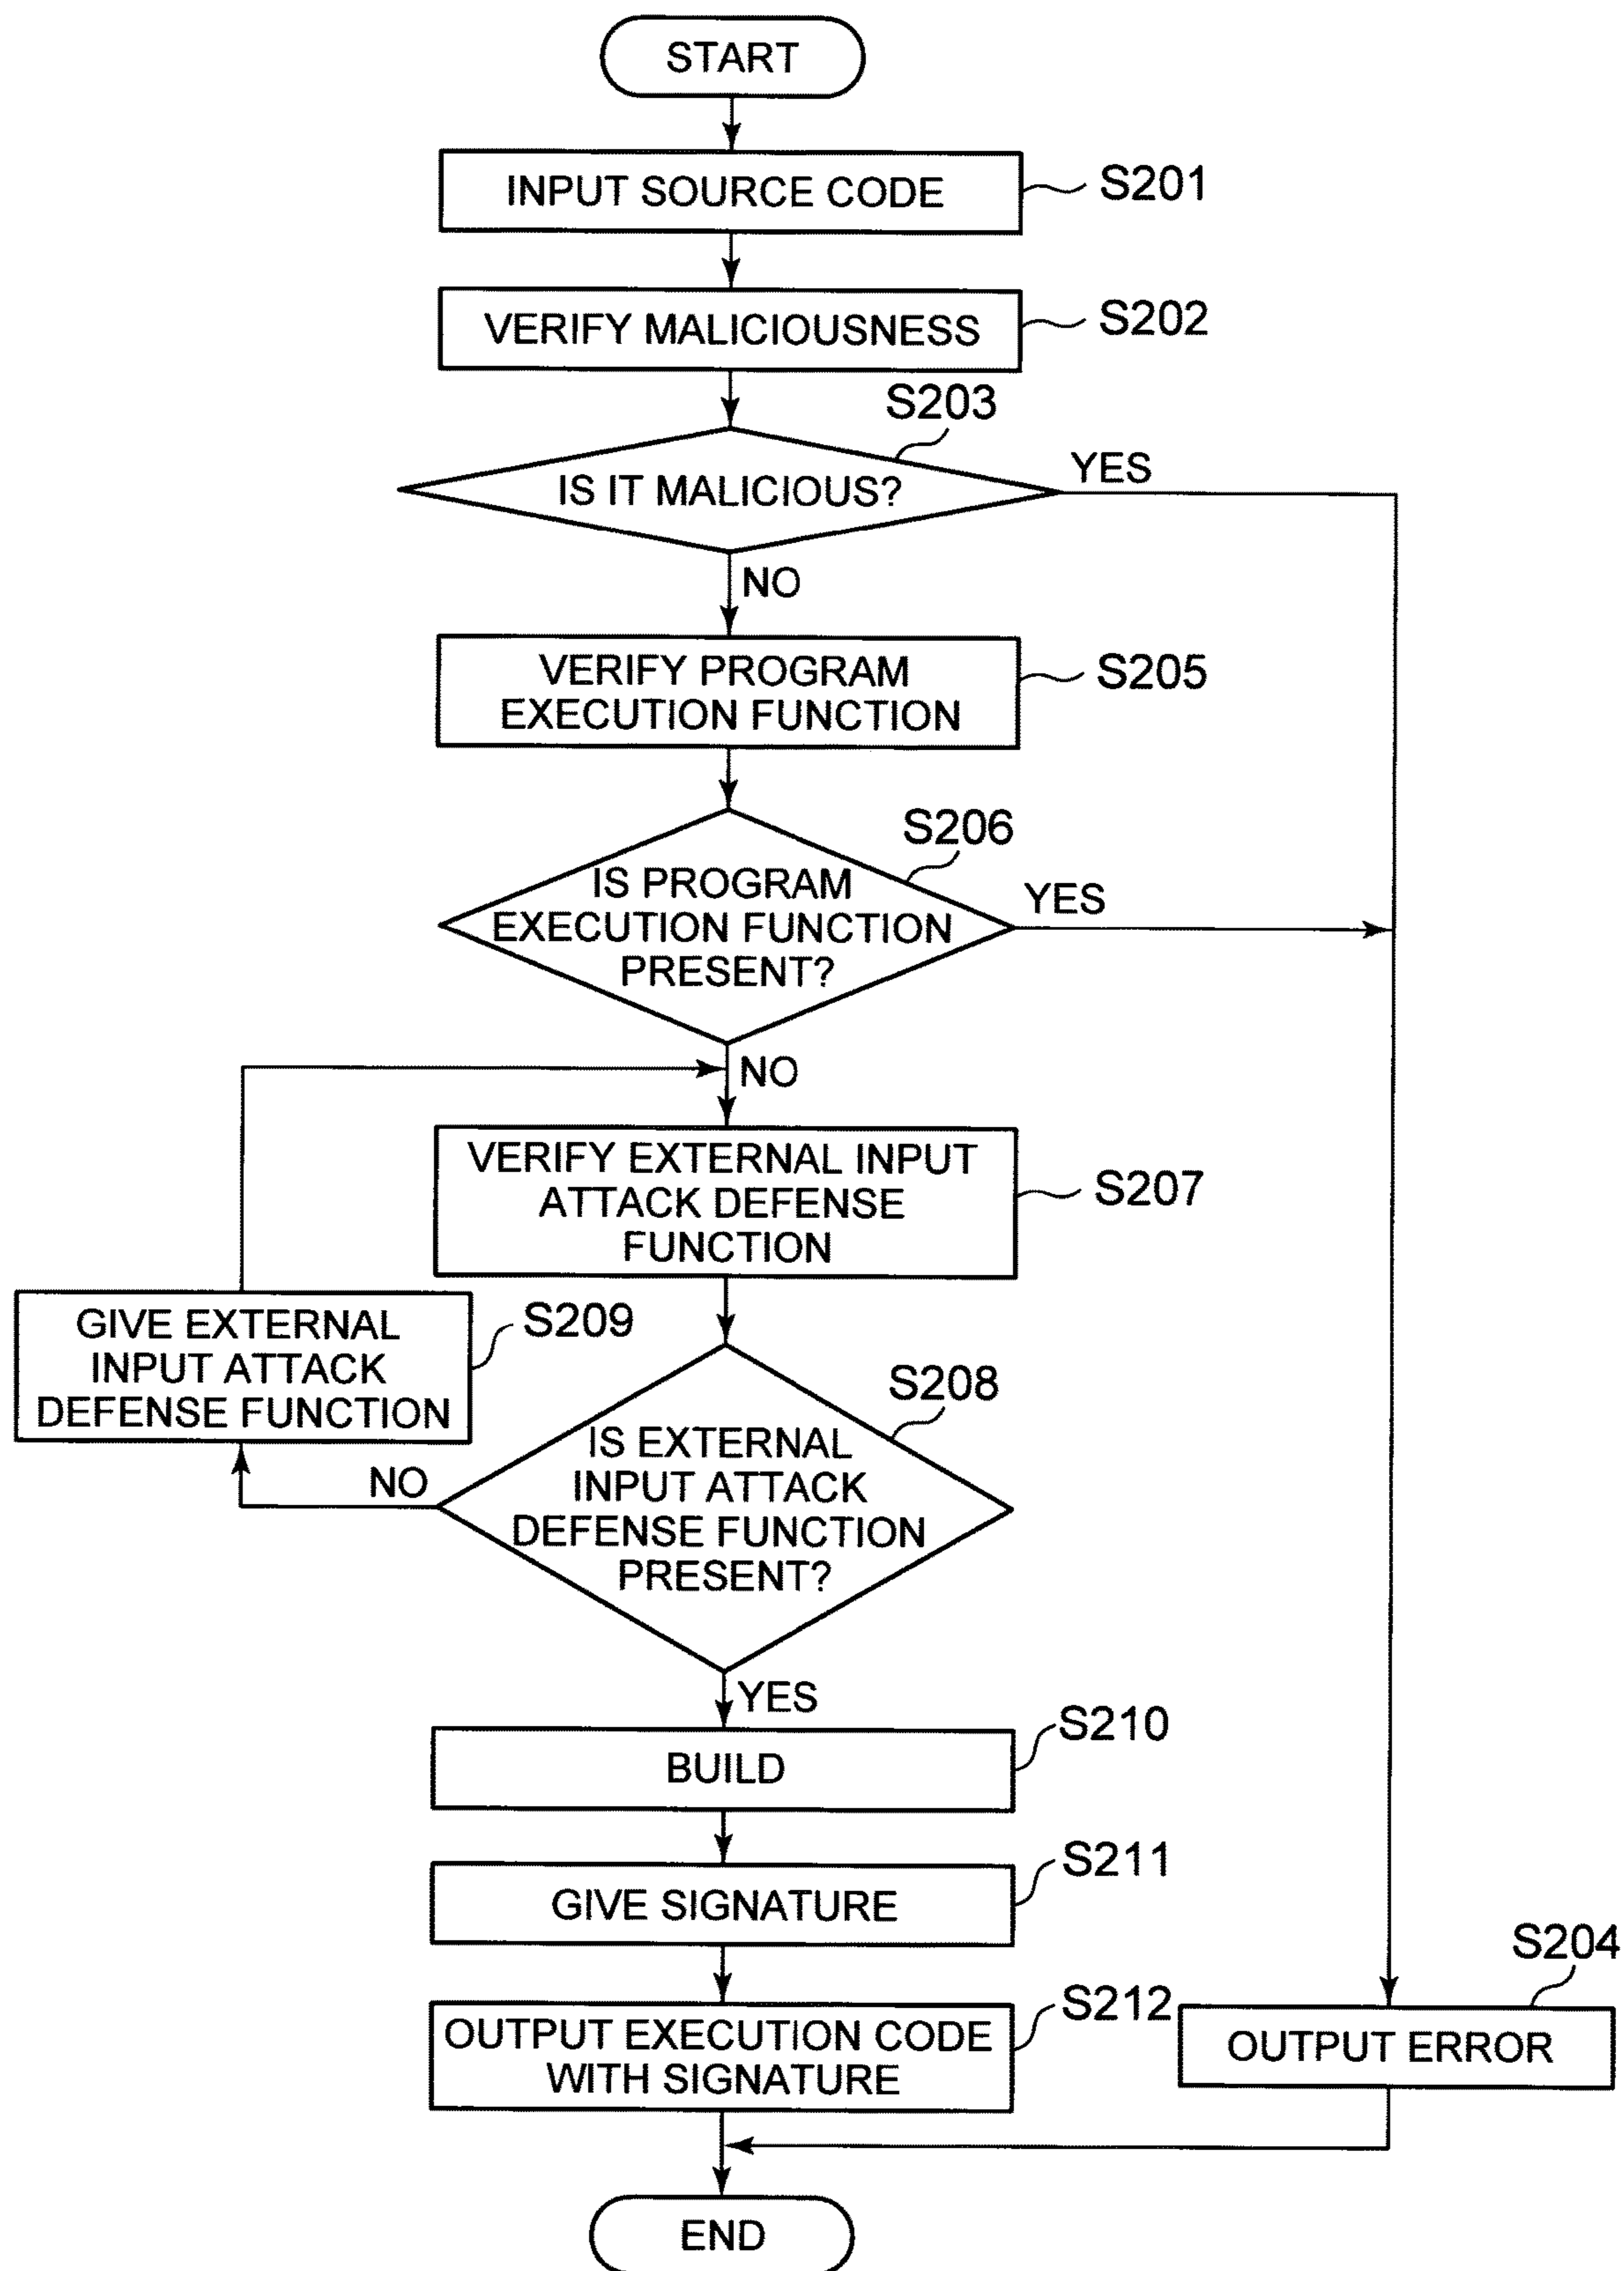 START
INPUT SOURCE CODE
S201
VERIFY MALICIOUSNESS
S202
S203
IS IT MALICIOUS?
YES
NO
VERIFY PROGRAM
EXECUTION FUNCTION
S205
S206
IS PROGRAM
EXECUTION FUNCTION
PRESENT?
YES
NO
VERIFY EXTERNAL INPUT
ATTACK DEFENSE
FUNCTION
S207
GIVE EXTERNAL
INPUT ATTACK
DEFENSE FUNCTION
S209
S208
IS EXTERNAL
INPUT ATTACK
DEFENSE FUNCTION
PRESENT?
NO
YES
BUILD
S210
GIVE SIGNATURE
S211
OUTPUT EXECUTION CODE
WITH SIGNATURE
S212
S204
OUTPUT ERROR
END